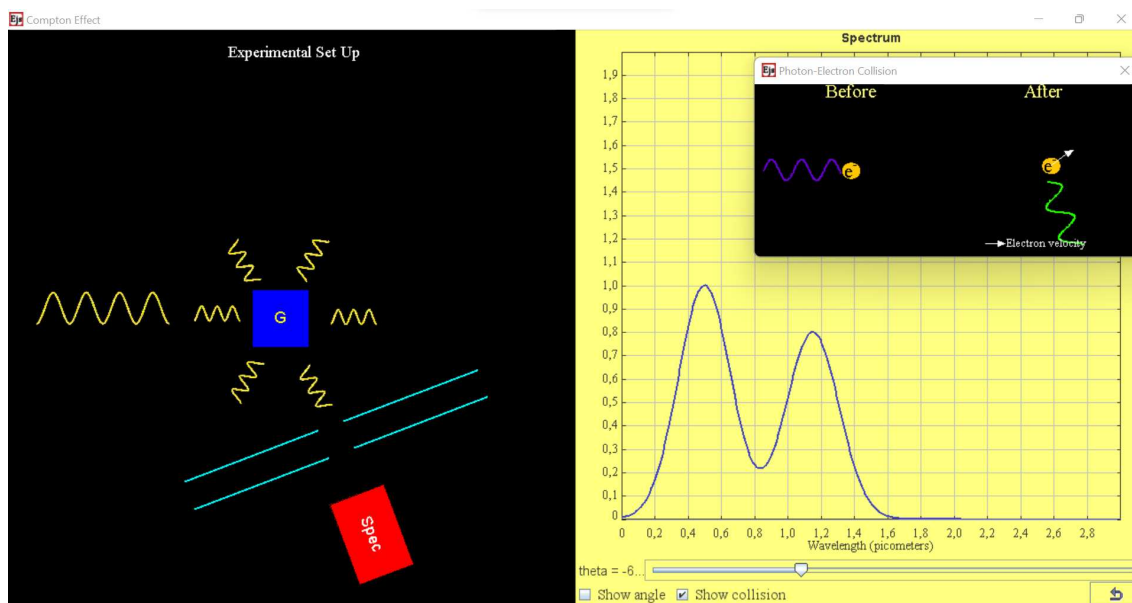 Ejs Compton Effect
Experimental Set Up
G
Spec
Spectrum
1,9
1,8
1,7
1,6
1,5
1,4
1,3
1,2
1,1
1,0
0,9
0,8
0,7
0,6
0,5
0,4
0,3
0,2
0,1
0
0 0,2 0,4 0,6 0,8 1,0 1,2 1,4 1,6 1,8 2,0 2,2 2,4 2,6 2,8
Wavelength (picometers)
theta = -6...
Show angle Show collision
Ejs Photon-Electron Collision
Before After
e⁻ e⁻
Electron velocity